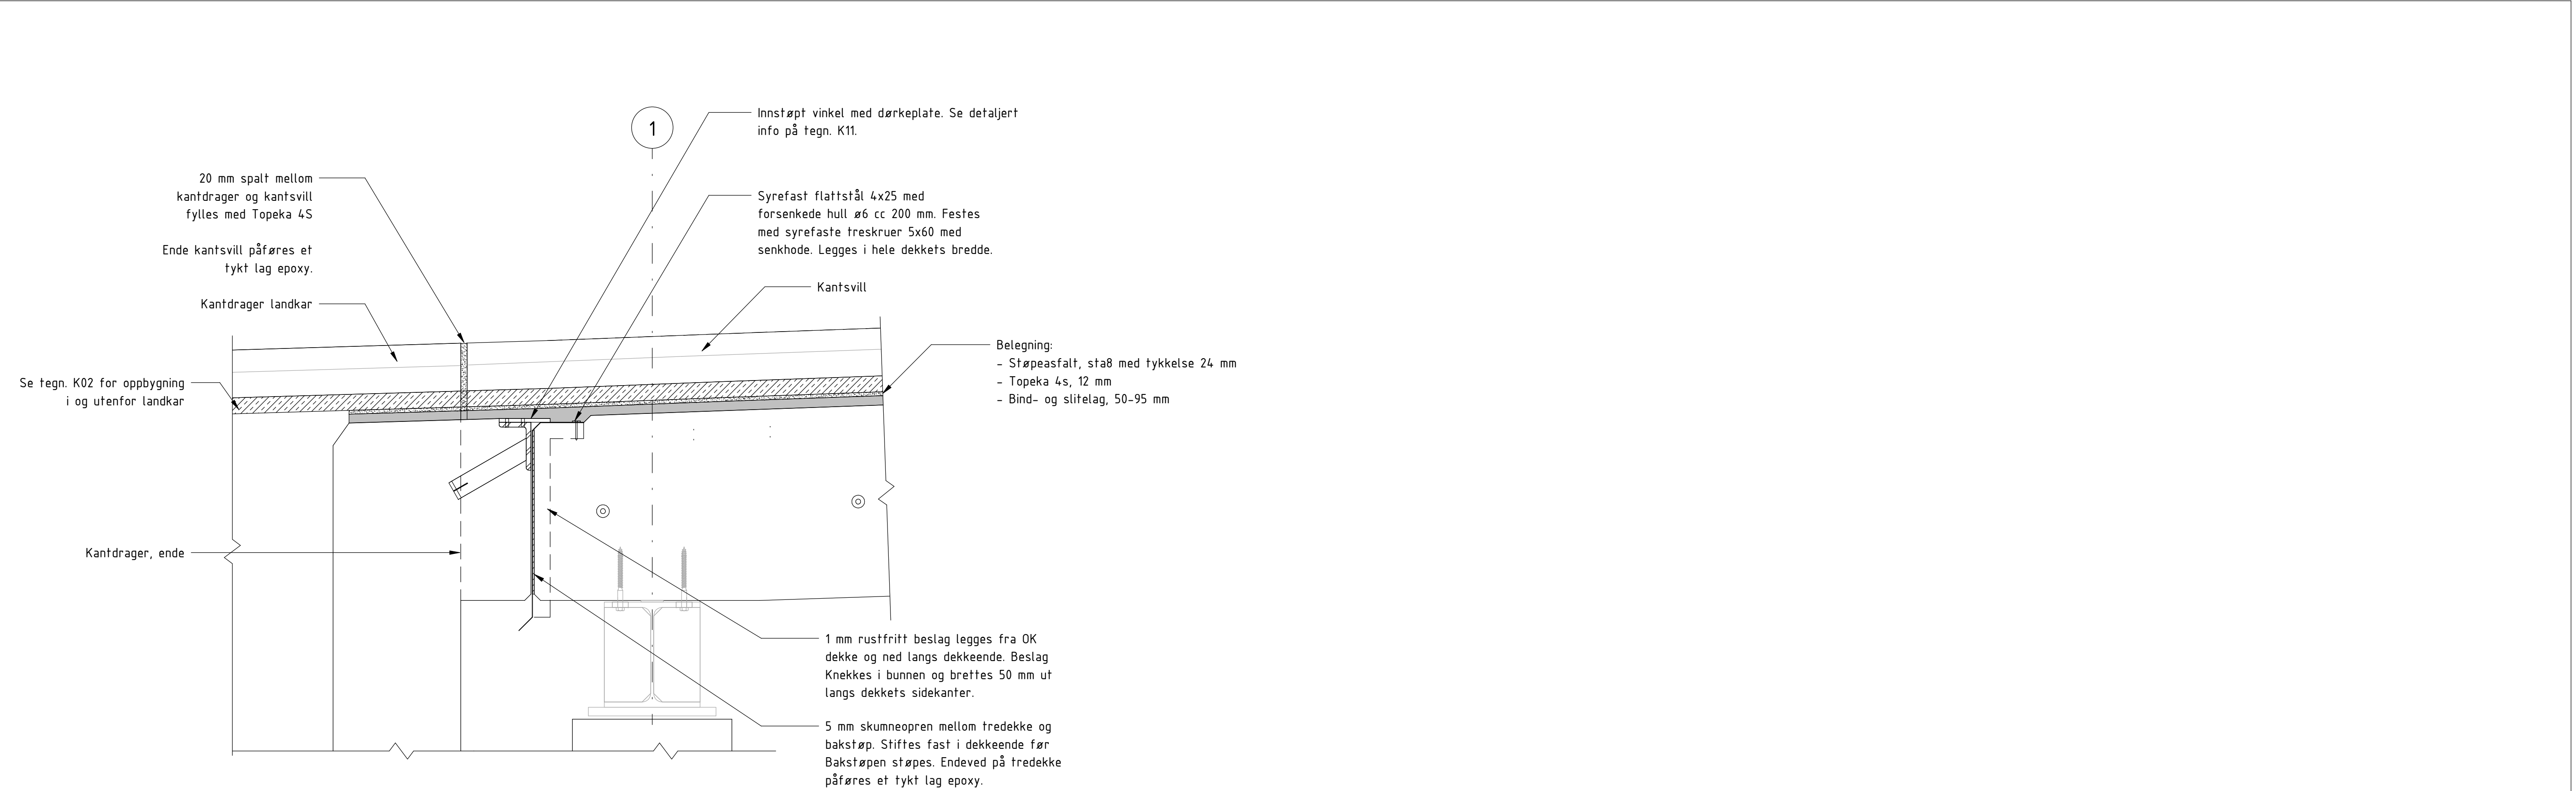 1
Innstøpt vinkel med dørkeplate. Se detaljert
info på tegn. K11.
20 mm spalt mellom
kantdrager og kantsvill
fylles med Topeka 4S
Ende kantsvill påføres et
tykt lag epoxy.
Kantdrager landkar
Syrefast flattstål 4x25 med
forsenkede hull ø6 cc 200 mm. Festes
med syrefaste treskruer 5x60 med
senkhode. Legges i hele dekkets bredde.
Kantsvill
Belegning:
- Støpeasfalt, sta8 med tykkelse 24 mm
- Topeka 4s, 12 mm
- Bind- og slitelag, 50-95 mm
Se tegn. K02 for oppbygning
i og utenfor landkar
Kantdrager, ende
1 mm rustfritt beslag legges fra OK
dekke og ned langs dekkeende. Beslag
Knekkes i bunnen og brettes 50 mm ut
langs dekkets sidekanter.
5 mm skumneopren mellom tredekke og
bakstøp. Stiftes fast i dekkeende før
Bakstøpen støpes. Endeved på tredekke
påføres et tykt lag epoxy.